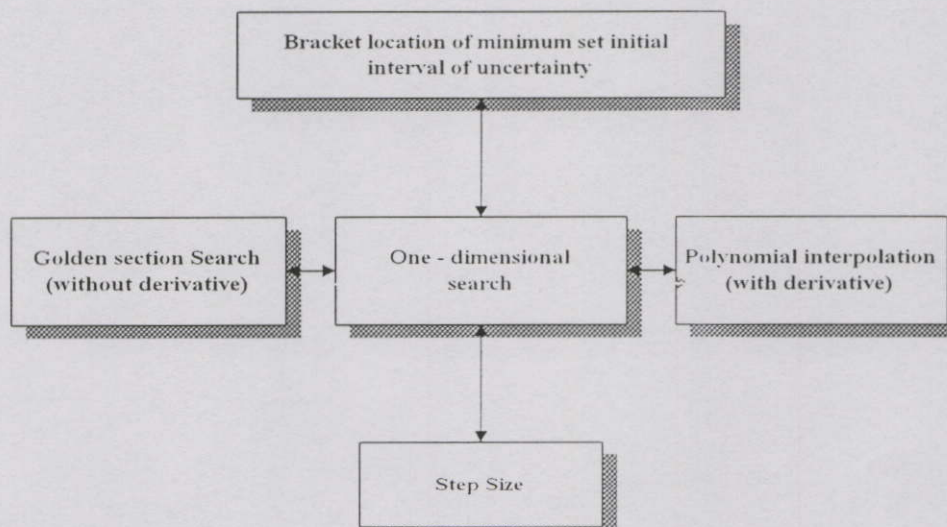 Bracket location of minimum set initial
interval of uncertainty
Golden section Search
(without derivative)
One - dimensional
search
Polynomial interpolation
(with derivative)
Step Size